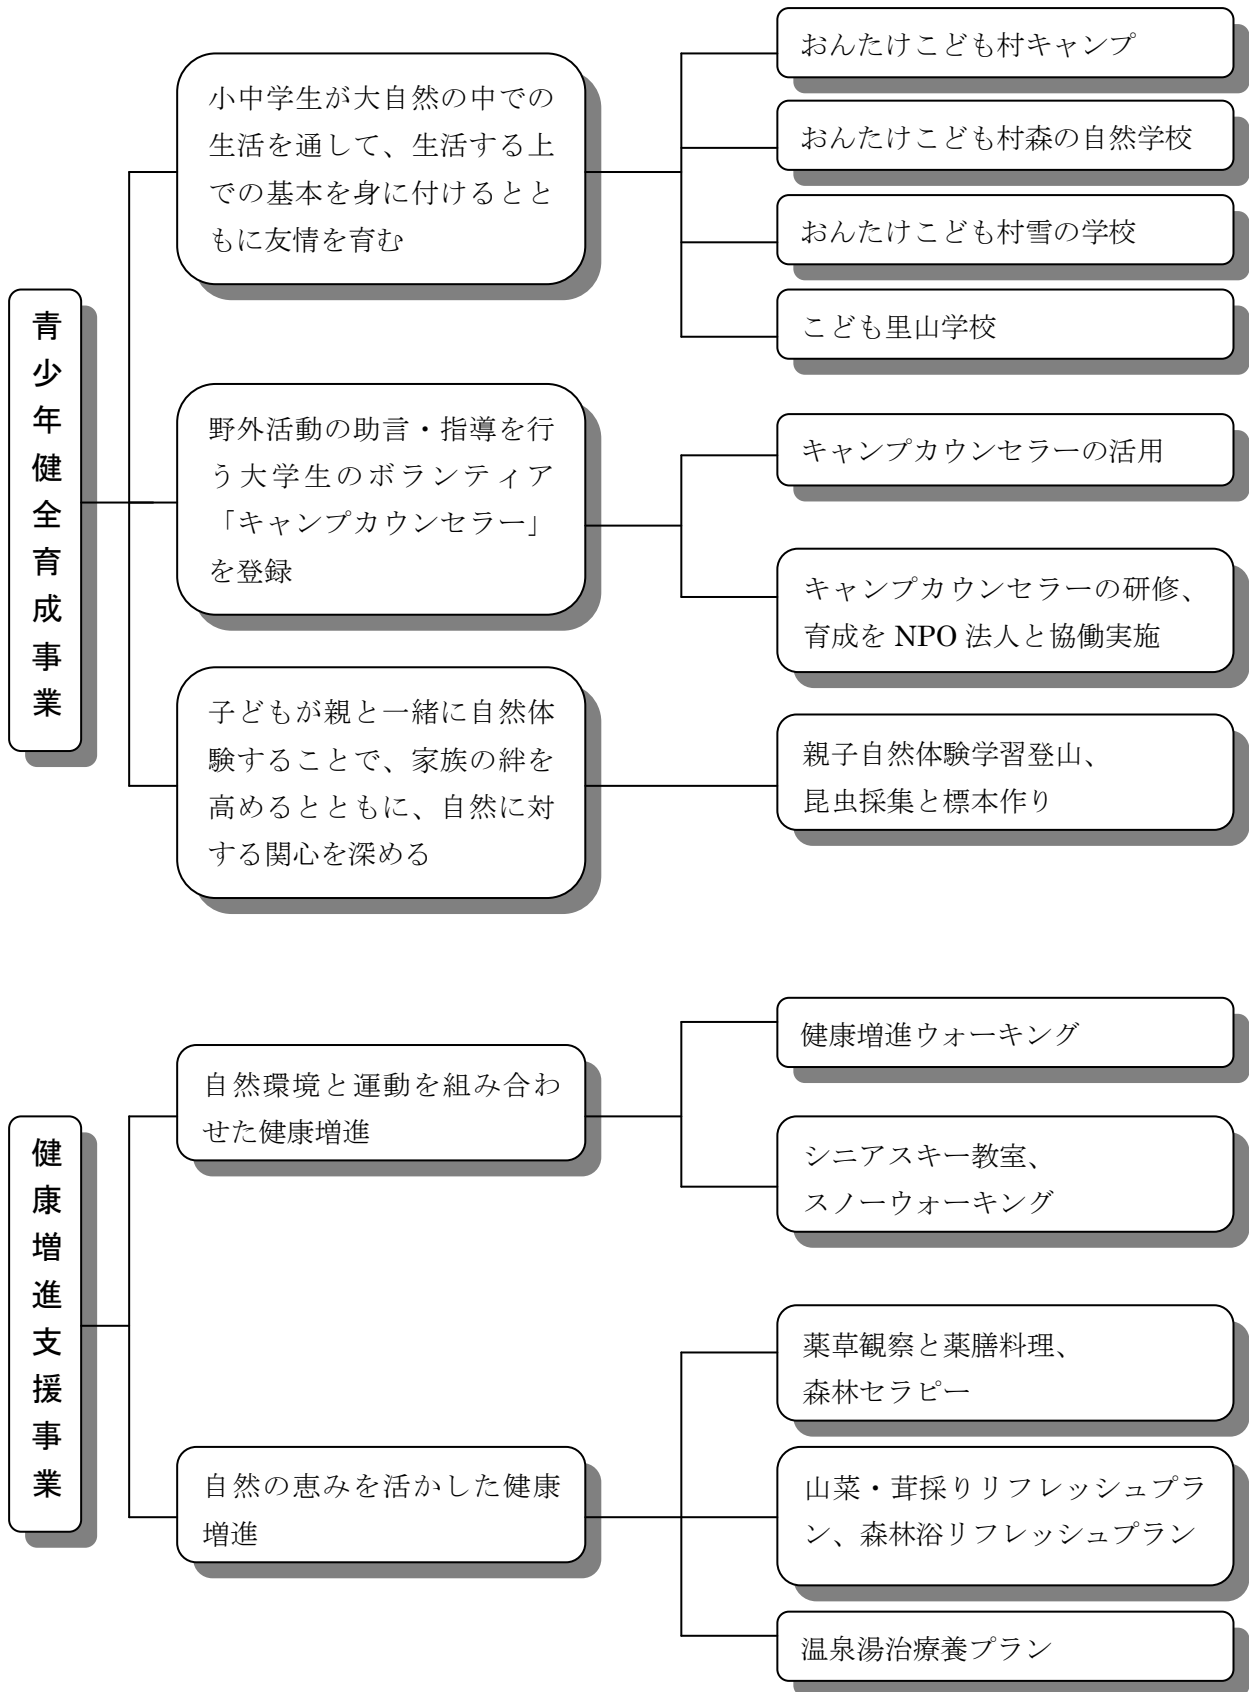 青少年健全育成事業
小中学生が大自然の中での
生活を通して、生活する上
での基本を身に付けるとと
もに友情を育む
おんたけこども村キャンプ
おんたけこども村森の自然学校
おんたけこども村雪の学校
こども里山学校
野外活動の助言・指導を行
う大学生のボランティア
「キャンプカウンセラー」
を登録
キャンプカウンセラーの活用
キャンプカウンセラーの研修、
育成を NPO 法人と協働実施
子どもが親と一緒に自然体
験することで、家族の絆を
高めるとともに、自然に対
する関心を深める
親子自然体験学習登山、
昆虫採集と標本作り
健康増進支援事業
自然環境と運動を組み合わ
せた健康増進
健康増進ウォーキング
シニアスキー教室、
スノーウォーキング
自然の恵みを活かした健康
増進
薬草観察と薬膳料理、
森林セラピー
山菜・茸採りリフレッシュプラ
ン、森林浴リフレッシュプラン
温泉湯治療養プラン